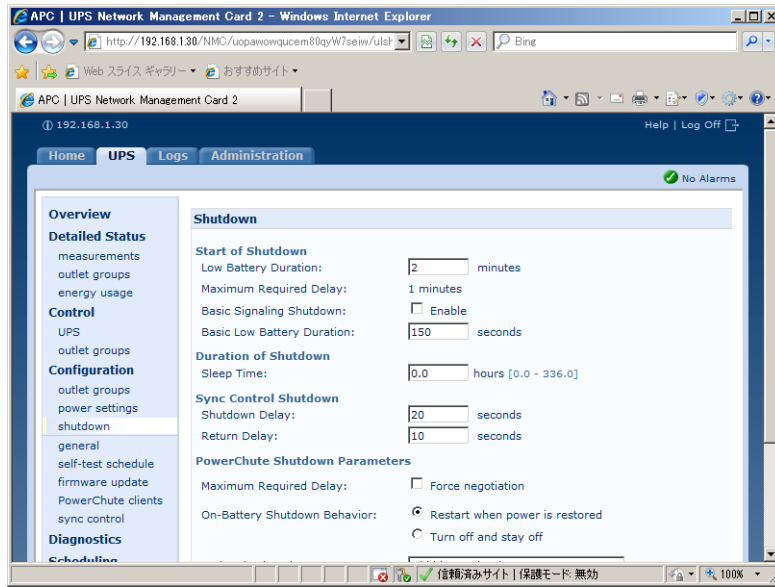 APC | UPS Network Management Card 2 - Windows Internet Explorer
http://192.168.1.30/NMC/uopawowqucem80qyW7seiw/ulsh
Bing
Web スライス ギャラリー
おすすめサイト
APC | UPS Network Management Card 2
192.168.1.30
Help | Log Off
Home UPS Logs Administration
No Alarms
Overview
Detailed Status
measurements
outlet groups
energy usage
Control
UPS
outlet groups
Configuration
outlet groups
power settings
shutdown
general
self-test schedule
firmware update
PowerChute clients
sync control
Diagnostics
Scheduling
Shutdown
Start of Shutdown
Low Battery Duration: 2 minutes
Maximum Required Delay: 1 minutes
Basic Signaling Shutdown: Enable
Basic Low Battery Duration: 150 seconds
Duration of Shutdown
Sleep Time: 0.0 hours [0.0 - 336.0]
Sync Control Shutdown
Shutdown Delay: 20 seconds
Return Delay: 10 seconds
PowerChute Shutdown Parameters
Maximum Required Delay: Force negotiation
On-Battery Shutdown Behavior: Restart when power is restored
Turn off and stay off
信頼済みサイト | 保護モード: 無効
100%